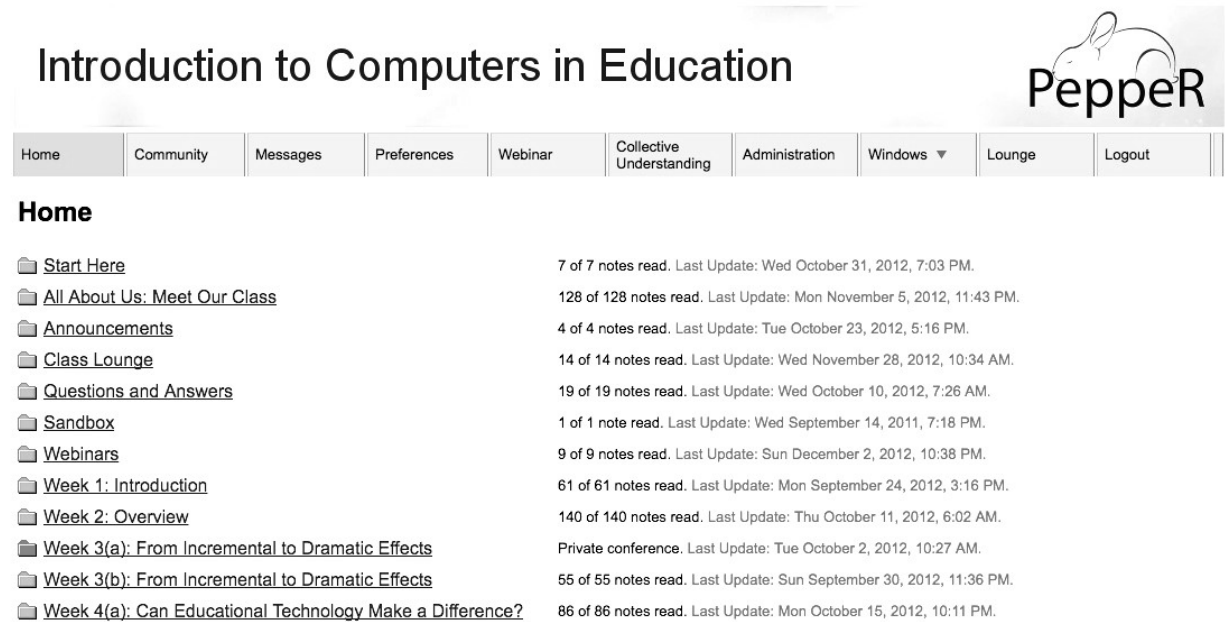 Introduction to Computers in Education
PeppeR
Home Community Messages Preferences Webinar Collective Understanding Administration Windows ▼ Lounge Logout
Home
Start Here 7 of 7 notes read. Last Update: Wed October 31, 2012, 7:03 PM.
All About Us: Meet Our Class 128 of 128 notes read. Last Update: Mon November 5, 2012, 11:43 PM.
Announcements 4 of 4 notes read. Last Update: Tue October 23, 2012, 5:16 PM.
Class Lounge 14 of 14 notes read. Last Update: Wed November 28, 2012, 10:34 AM.
Questions and Answers 19 of 19 notes read. Last Update: Wed October 10, 2012, 7:26 AM.
Sandbox 1 of 1 note read. Last Update: Wed September 14, 2011, 7:18 PM.
Webinars 9 of 9 notes read. Last Update: Sun December 2, 2012, 10:38 PM.
Week 1: Introduction 61 of 61 notes read. Last Update: Mon September 24, 2012, 3:16 PM.
Week 2: Overview 140 of 140 notes read. Last Update: Thu October 11, 2012, 6:02 AM.
Week 3(a): From Incremental to Dramatic Effects Private conference. Last Update: Tue October 2, 2012, 10:27 AM.
Week 3(b): From Incremental to Dramatic Effects 55 of 55 notes read. Last Update: Sun September 30, 2012, 11:36 PM.
Week 4(a): Can Educational Technology Make a Difference? 86 of 86 notes read. Last Update: Mon October 15, 2012, 10:11 PM.